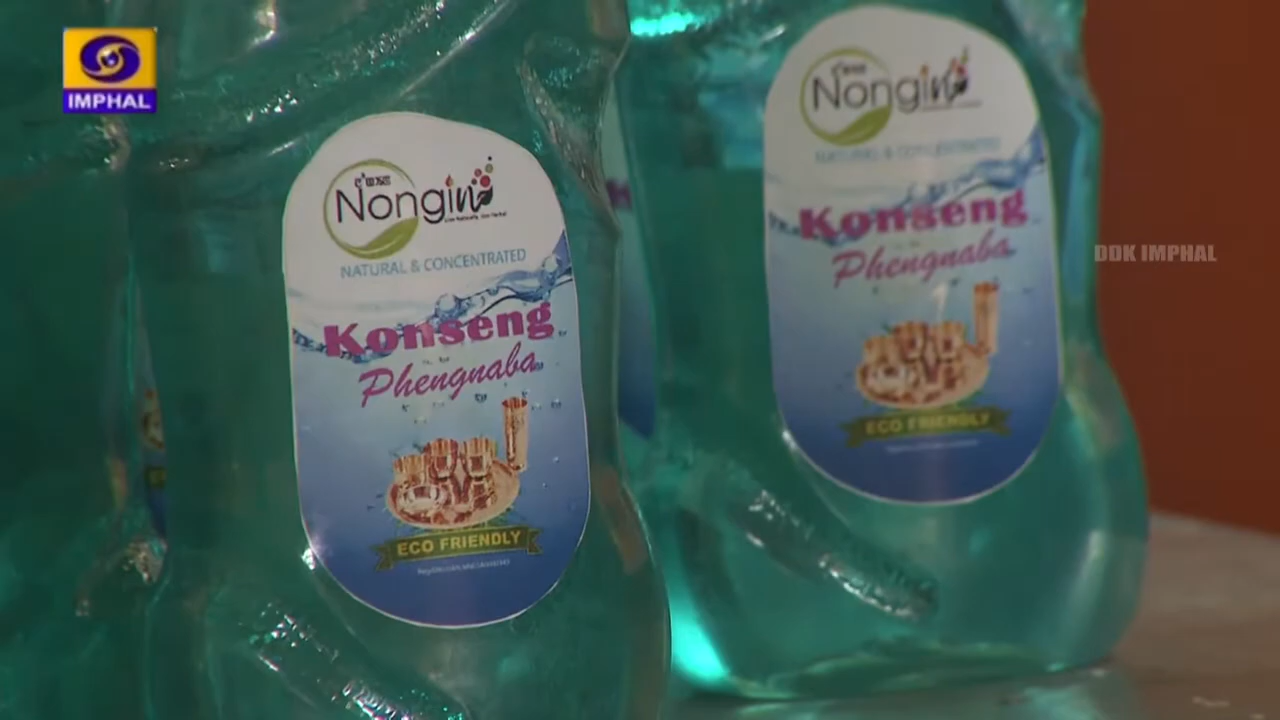 IMPHAL
DDK IMPHAL
Nongin
NATURAL & CONCENTRATED
Konseng
Phengnaba
ECO FRIENDLY
Nongin
NATURAL & CONCENTRATED
Konseng
Phengnaba
ECO FRIENDLY